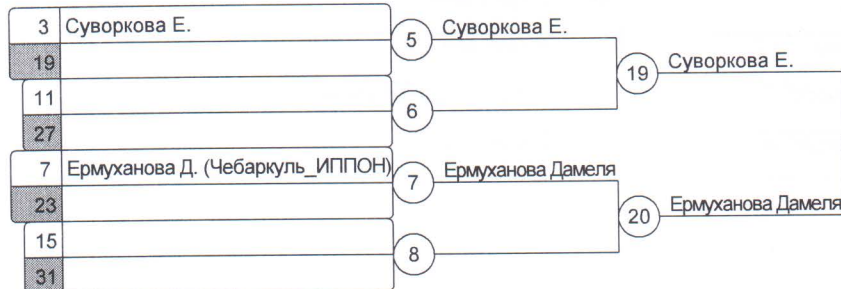 3 Суворкова Е.
19
5 Суворкова Е.
19 Суворкова Е.
11
27
6
7 Ермуханова Д. (Чебаркуль_ИППОН)
23
7 Ермуханова Дамеля
20 Ермуханова Дамеля
15
31
8